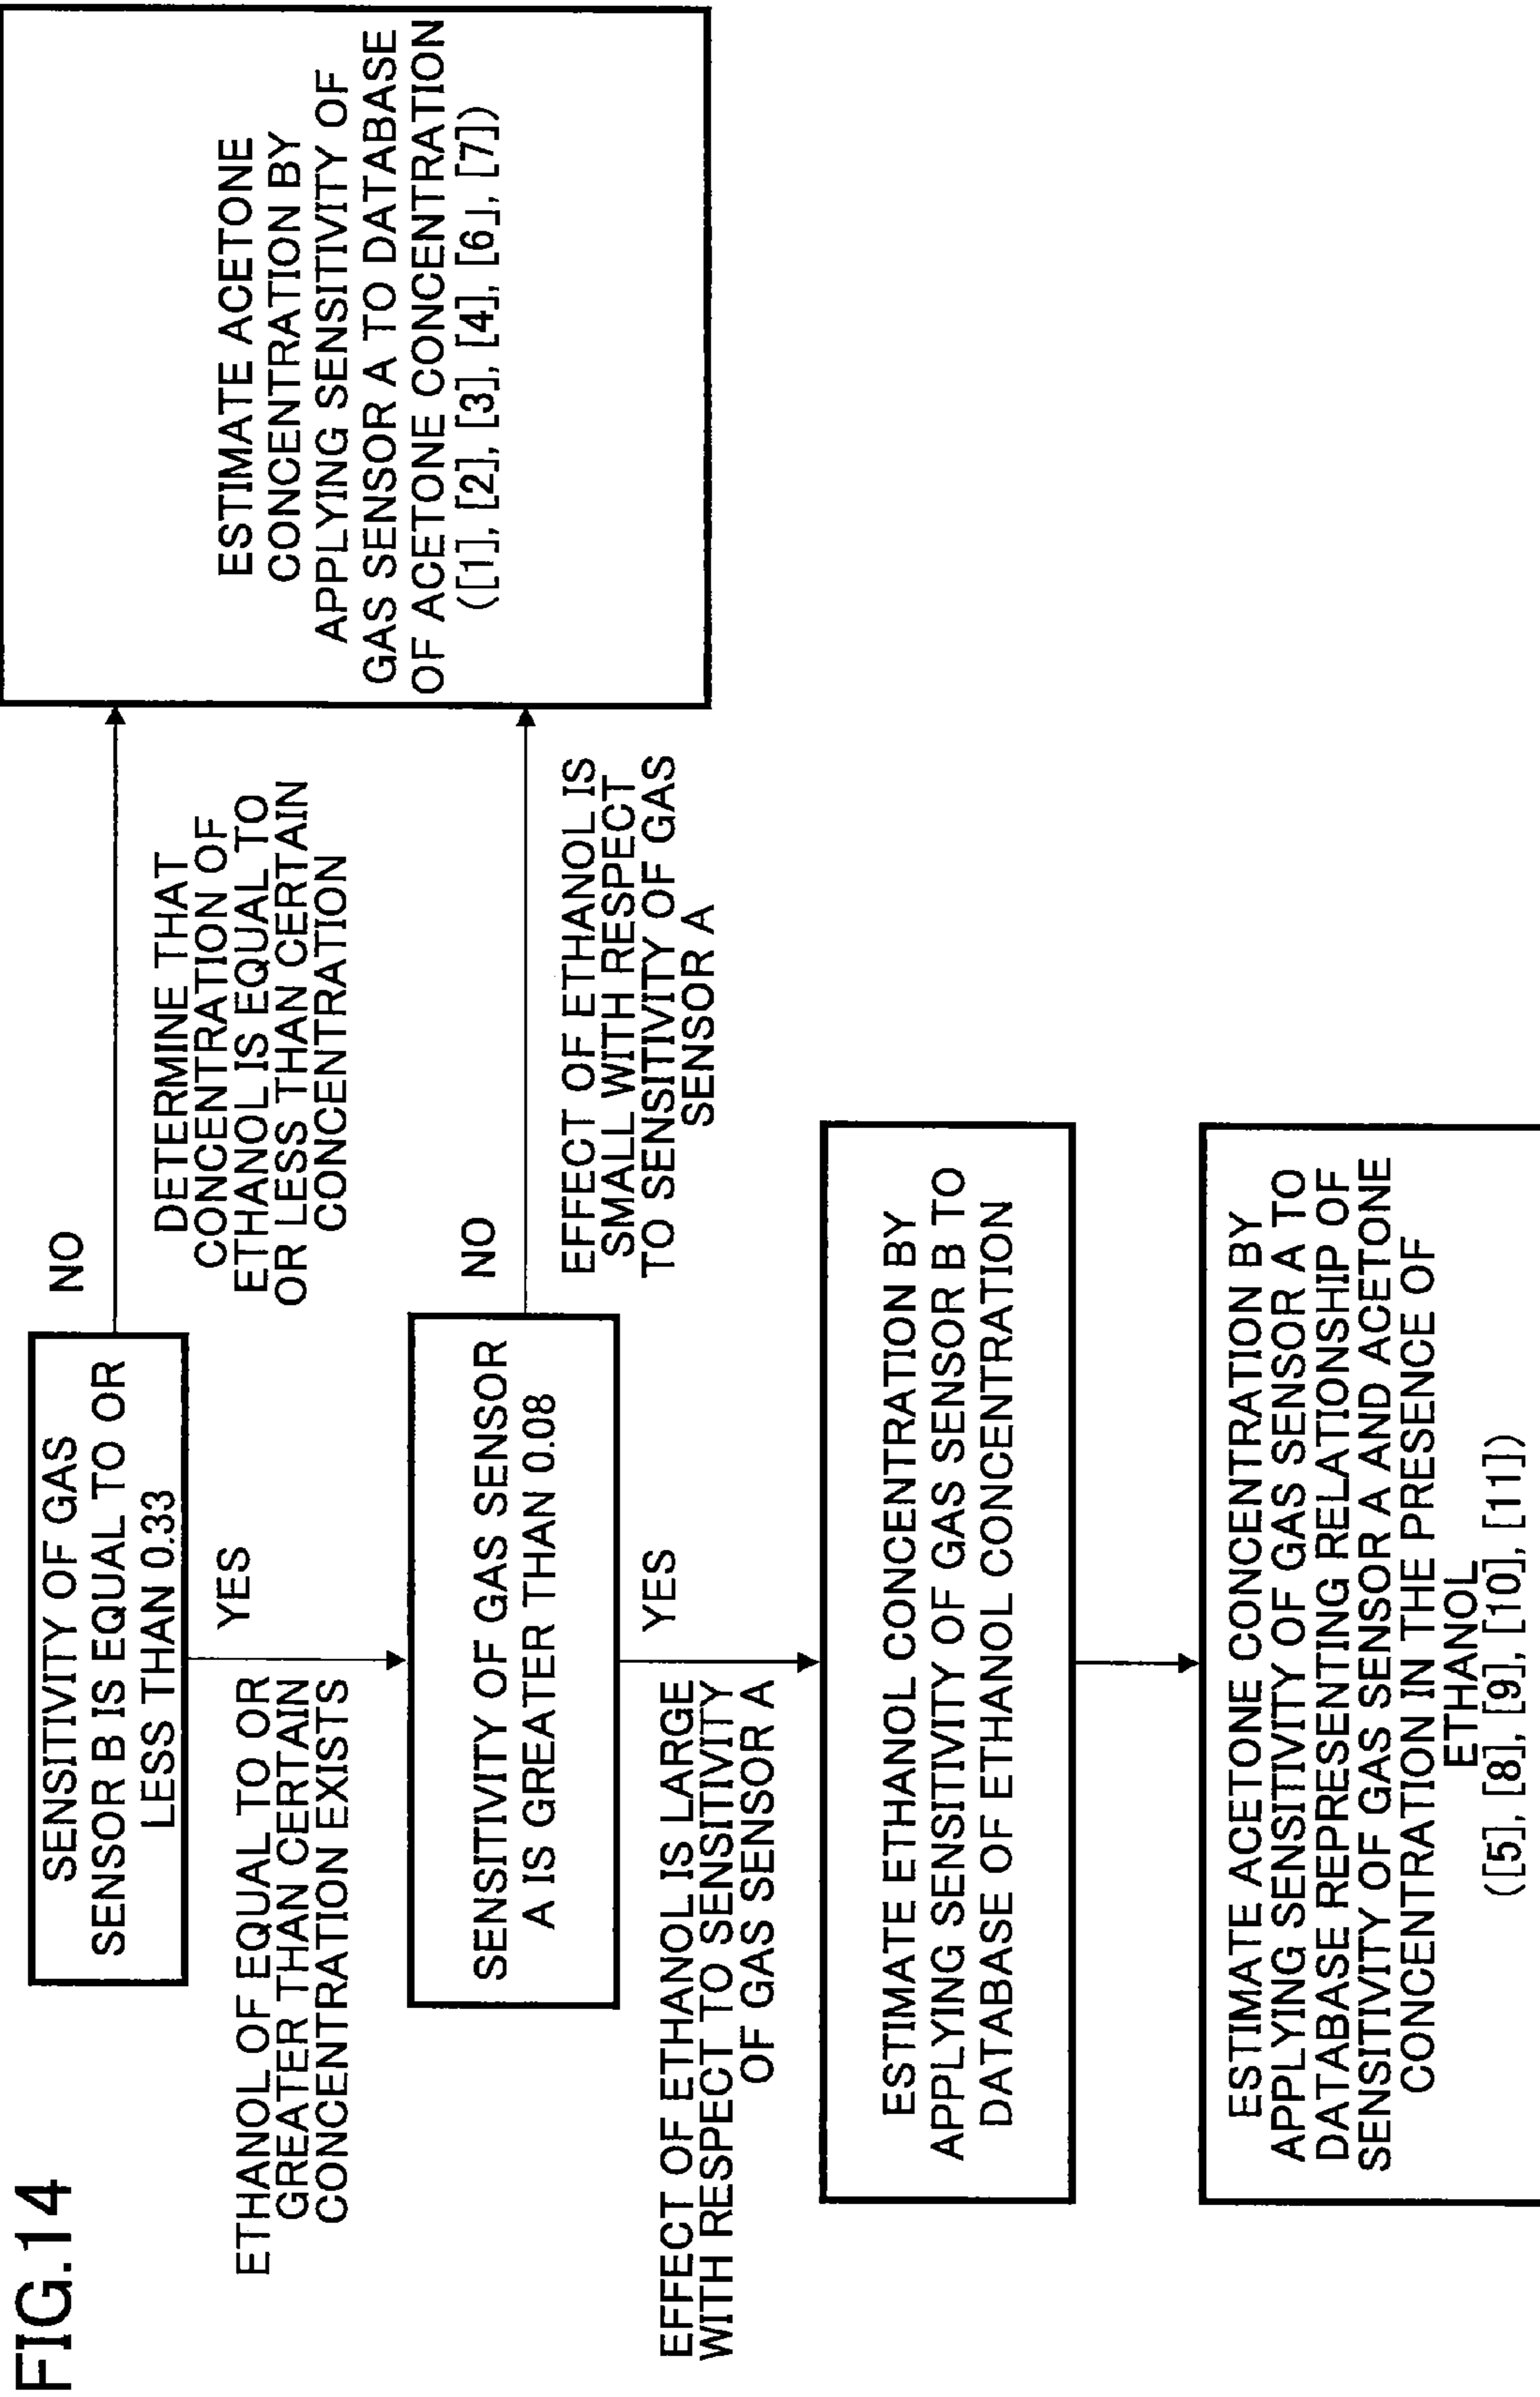 FIG.14
SENSITIVITY OF GAS
SENSOR B IS EQUAL TO OR
LESS THAN 0.33
NO
DETERMINE THAT
CONCENTRATION OF
ETHANOL IS EQUAL TO
OR LESS THAN CERTAIN
CONCENTRATION
ESTIMATE ACETONE
CONCENTRATION BY
APPLYING SENSITIVITY OF
GAS SENSOR A TO DATABASE
OF ACETONE CONCENTRATION
([1], [2], [3], [4], [6], [7])
YES
ETHANOL OF EQUAL TO OR
GREATER THAN CERTAIN
CONCENTRATION EXISTS
SENSITIVITY OF GAS SENSOR
A IS GREATER THAN 0.08
NO
EFFECT OF ETHANOL IS
SMALL WITH RESPECT
TO SENSITIVITY OF GAS
SENSOR A
YES
EFFECT OF ETHANOL IS LARGE
WITH RESPECT TO SENSITIVITY
OF GAS SENSOR A
ESTIMATE ETHANOL CONCENTRATION BY
APPLYING SENSITIVITY OF GAS SENSOR B TO
DATABASE OF ETHANOL CONCENTRATION
ESTIMATE ACETONE CONCENTRATION BY
APPLYING SENSITIVITY OF GAS SENSOR A TO
DATABASE REPRESENTING RELATIONSHIP OF
SENSITIVITY OF GAS SENSOR A AND ACETONE
CONCENTRATION IN THE PRESENCE OF
ETHANOL
([5], [8], [9], [10], [11])